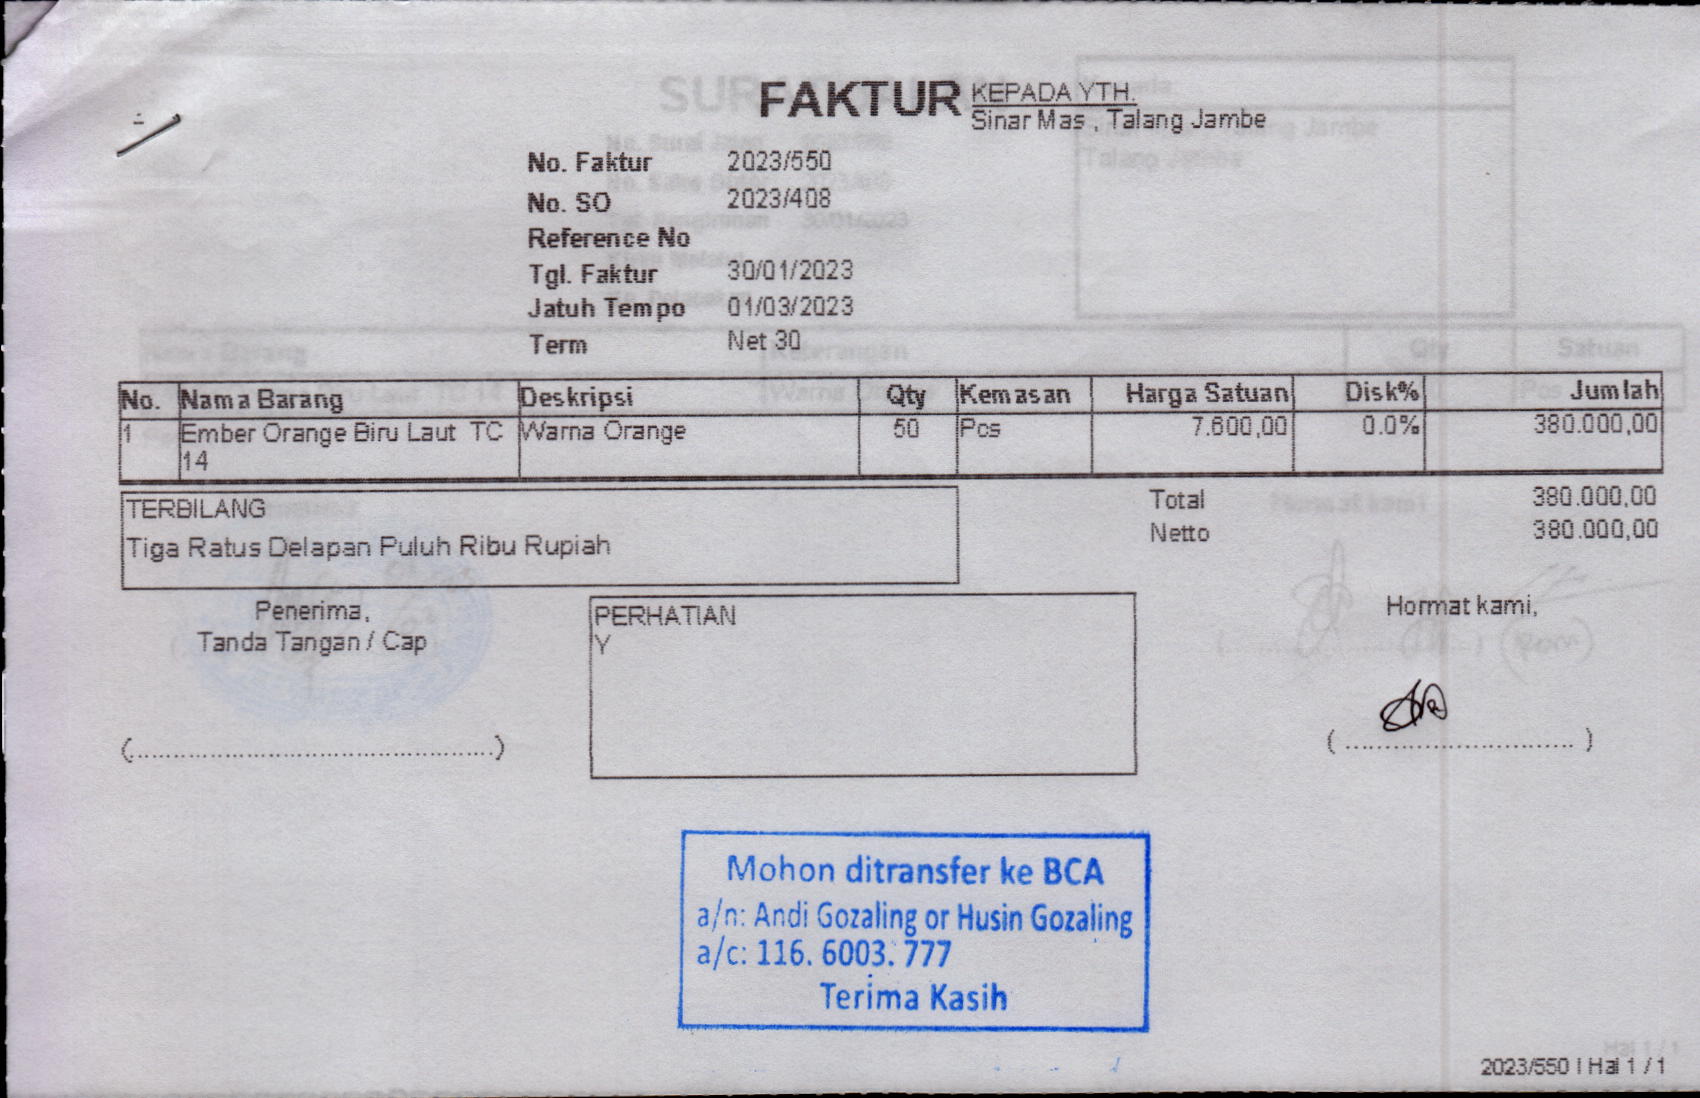 FAKTUR
KEPADA YTH.
Sinar Mas , Talang Jambe
No. Faktur 2023/550
No. SO 2023/408
Reference No
Tgl. Faktur 30/01/2023
Jatuh Tempo 01/03/2023
Term Net 30
No. Nama Barang Deskripsi Qty Kemasan Harga Satuan Disk% Jumlah
1 Ember Orange Biru Laut TC Warna Orange 50 Pcs 7.600,00 0.0% 380.000,00
14
TERBILANG
Tiga Ratus Delapan Puluh Ribu Rupiah
Total 380.000,00
Netto 380.000,00
Penerima,
Tanda Tangan / Cap
(..........................................)
PERHATIAN
Y
Hormat kami,
( ............................ )
Mohon ditransfer ke BCA
a/n: Andi Gozaling or Husin Gozaling
a/c: 116. 6003. 777
Terima Kasih
2023/550 | Hal 1 / 1